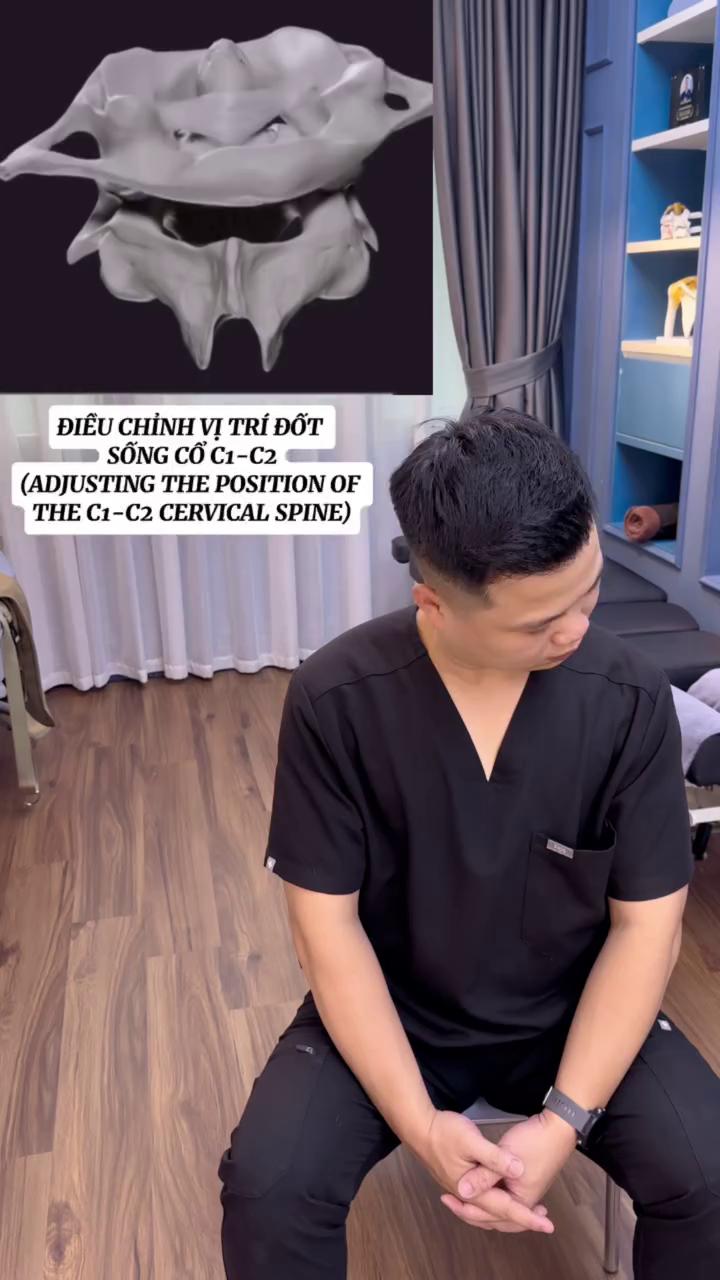 ĐIỀU CHỈNH VỊ TRÍ ĐỐT
SỐNG CỔ C1-C2
(ADJUSTING THE POSITION OF
THE C1-C2 CERVICAL SPINE)